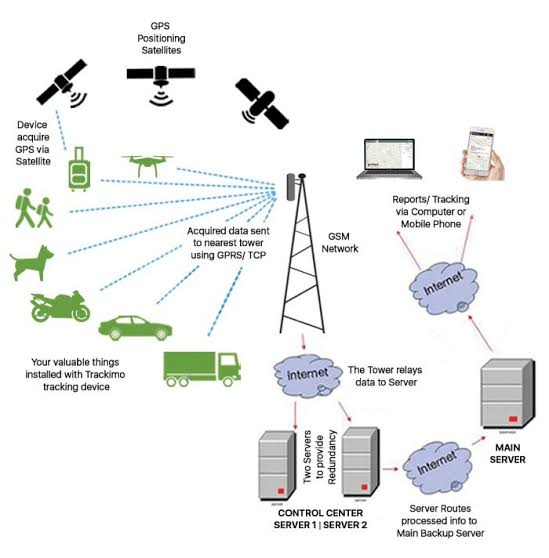 GPS
Positioning
Satellites
Device
acquire
GPS via
Satellite
Acquired data sent
to nearest tower
using GPRS/ TCP
GSM
Network
Reports/ Tracking
via Computer or
Mobile Phone
Internet
Your valuable things
installed with Trackimo
tracking device
Internet
The Tower relays
data to Server
Two Servers
to provide
Redundancy
MAIN
SERVER
Internet
CONTROL CENTER
SERVER 1 | SERVER 2
Server Routes
processed info to
Main Backup Server